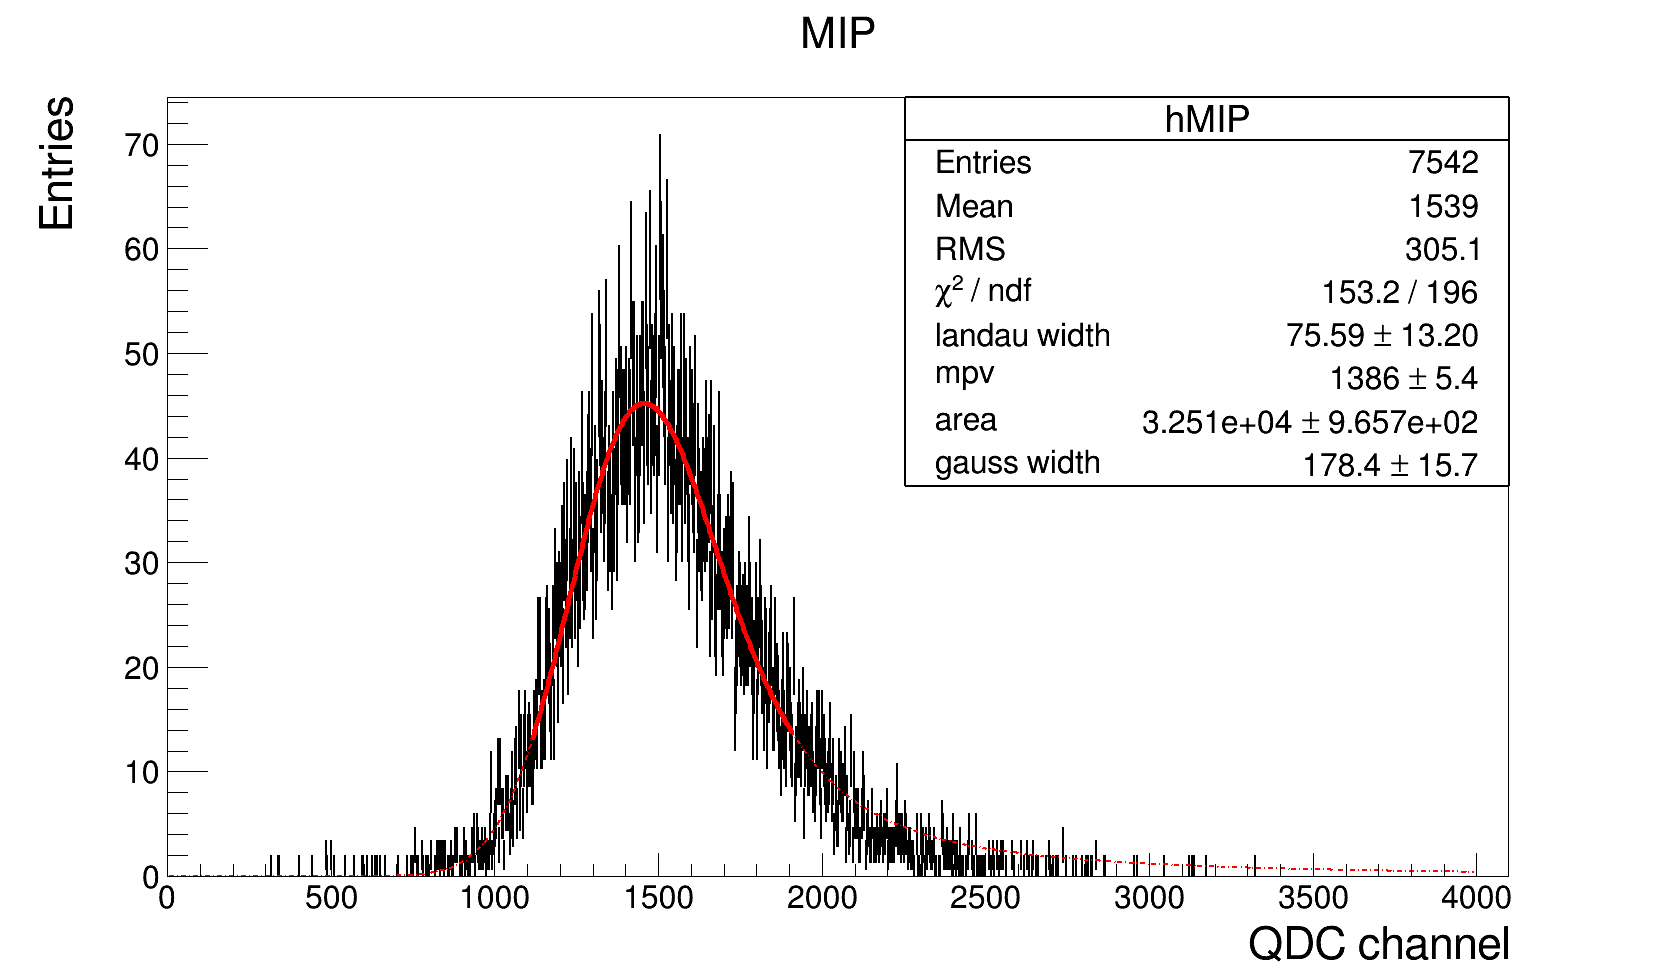 MIP
Entries
70
60
50
40
30
20
10
0
hMIP
Entries 7542
Mean 1539
RMS 305.1
χ² / ndf 153.2 / 196
landau width 75.59 ± 13.20
mpv 1386 ± 5.4
area 3.251e+04 ± 9.657e+02
gauss width 178.4 ± 15.7
0 500 1000 1500 2000 2500 3000 3500 4000
QDC channel